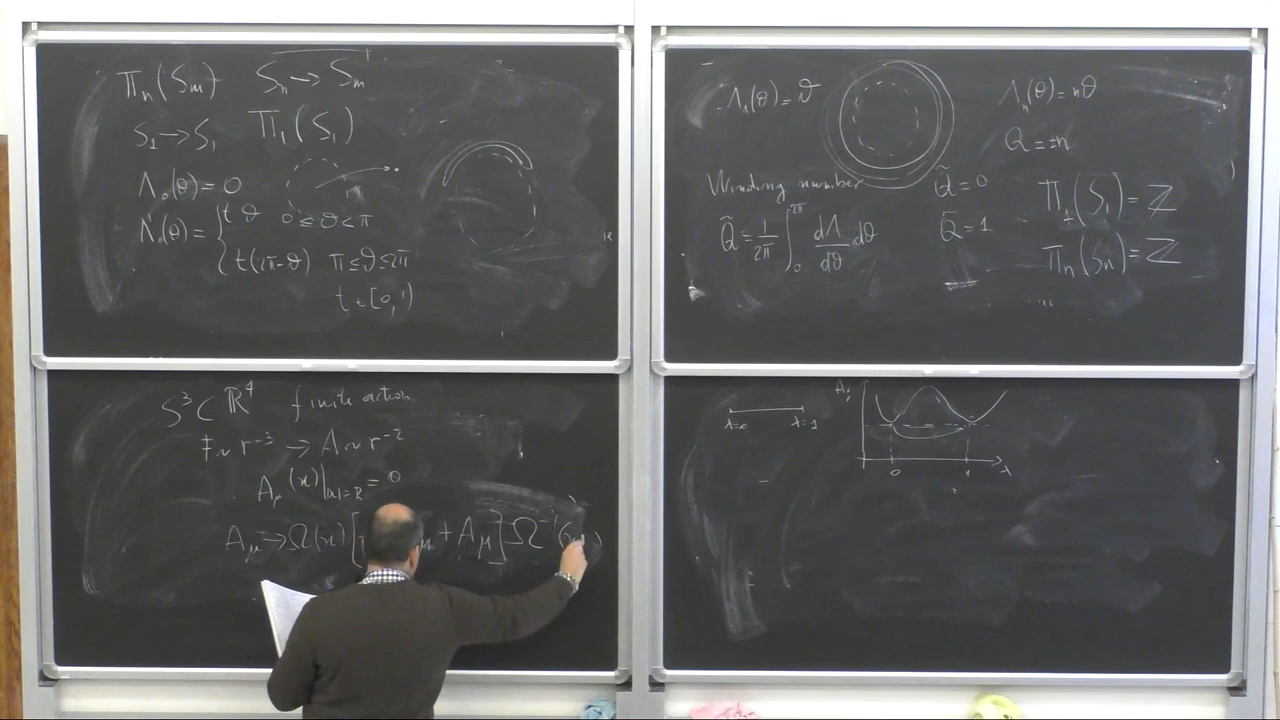 Π_n(S_m) S_n → S_m
S_1 → S_1 Π_1(S_1)
Λ_0(θ) = 0
Λ_0(θ) = { t θ 0 ≤ θ < π
t(2π-θ) π ≤ θ ≤ 2π
t ∈ [0,1)
Λ_1(θ) = θ Λ_n(θ) = nθ
Q = ±n
Winding number Q̃ = 0 Π_1(S_1) = ℤ
Q̃ = 1/2π ∫_0^{2π} dΛ/dθ dθ Q̃ = 1 Π_n(S_n) = ℤ
S^3 ⊂ ℝ^4 finite action
F ∼ r^{-3} → A ∼ r^{-2}
A_μ(x)|_{|x|=R} = 0
A_μ → Ω(x) [ μ + A_μ] Ω^{-1}(x)
λ=0 λ=1
0 1 λ